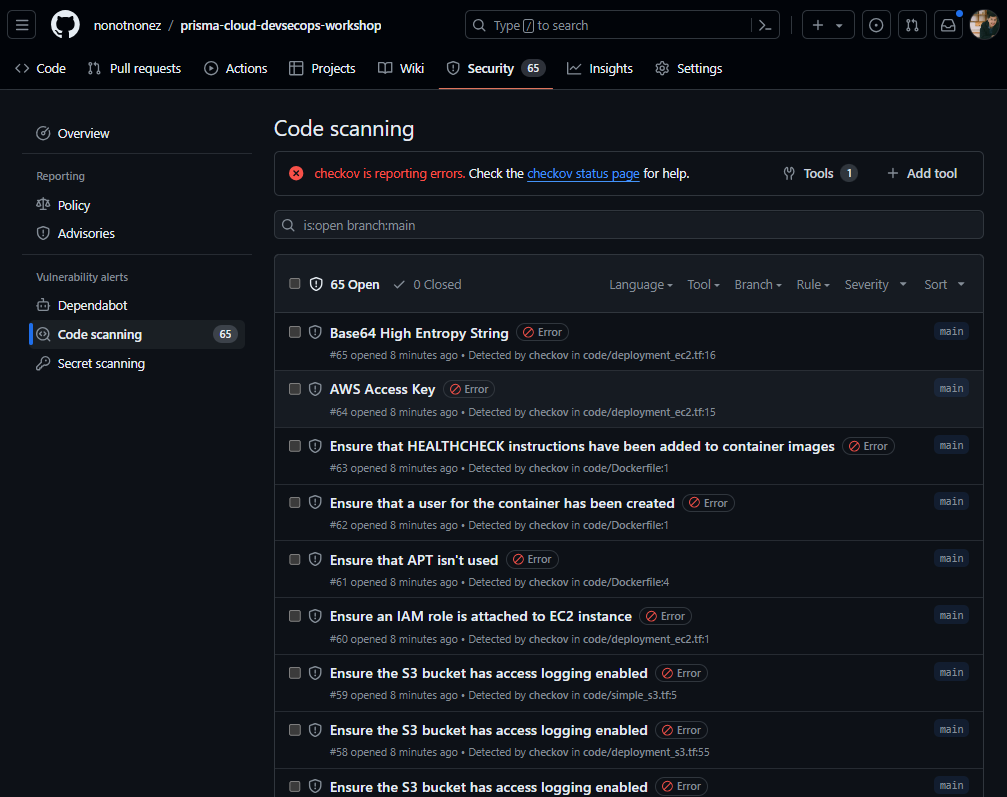 nonotnonez / prisma-cloud-devsecops-workshop
Type / to search
Code
Pull requests
Actions
Projects
Wiki
Security 65
Insights
Settings
Overview
Reporting
Policy
Advisories
Vulnerability alerts
Dependabot
Code scanning 65
Secret scanning
Code scanning
checkov is reporting errors. Check the checkov status page for help.
Tools 1
Add tool
is:open branch:main
65 Open
0 Closed
Language
Tool
Branch
Rule
Severity
Sort
Base64 High Entropy String Error main
#65 opened 8 minutes ago • Detected by checkov in code/deployment_ec2.tf:16
AWS Access Key Error main
#64 opened 8 minutes ago • Detected by checkov in code/deployment_ec2.tf:15
Ensure that HEALTHCHECK instructions have been added to container images Error main
#63 opened 8 minutes ago • Detected by checkov in code/Dockerfile:1
Ensure that a user for the container has been created Error main
#62 opened 8 minutes ago • Detected by checkov in code/Dockerfile:1
Ensure that APT isn't used Error main
#61 opened 8 minutes ago • Detected by checkov in code/Dockerfile:4
Ensure an IAM role is attached to EC2 instance Error main
#60 opened 8 minutes ago • Detected by checkov in code/deployment_ec2.tf:1
Ensure the S3 bucket has access logging enabled Error main
#59 opened 8 minutes ago • Detected by checkov in code/simple_s3.tf:5
Ensure the S3 bucket has access logging enabled Error main
#58 opened 8 minutes ago • Detected by checkov in code/deployment_s3.tf:55
Ensure the S3 bucket has access logging enabled Error main